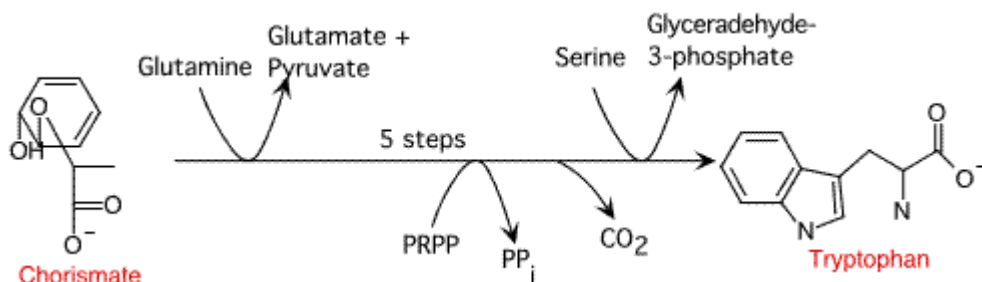 Glutamine
Glutamate +
Pyruvate
Serine
Glyceradehyde-
3-phosphate
5 steps
PRPP
PPi
CO2
O
OH
O
O−
Chorismate
O
O−
N
N
Tryptophan